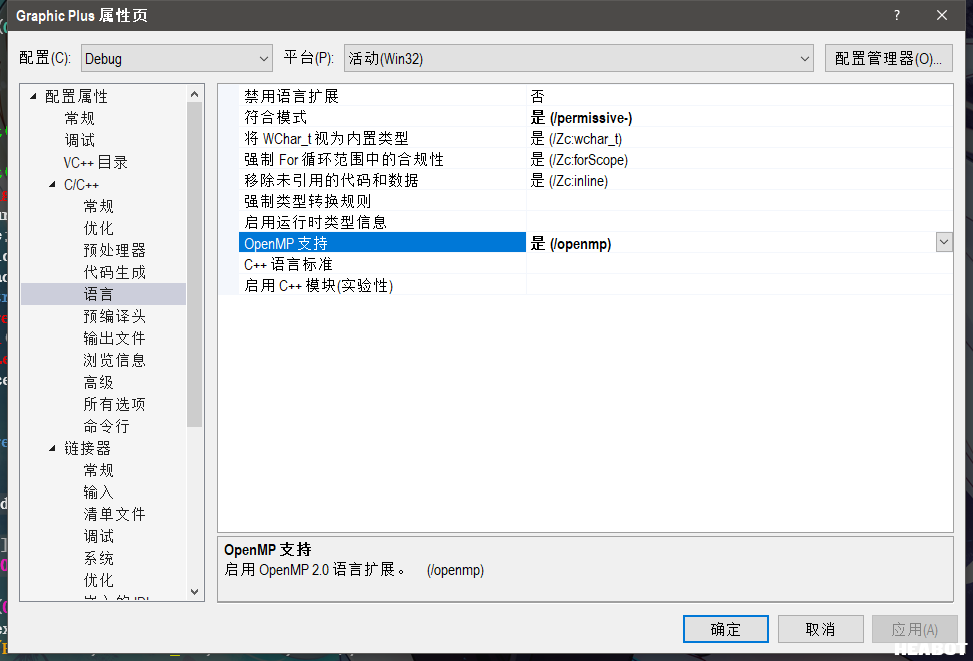 Graphic Plus 属性页
配置(C): Debug 平台(P): 活动(Win32) 配置管理器(O)...
配置属性
常规
调试
VC++ 目录
C/C++
常规
优化
预处理器
代码生成
语言
预编译头
输出文件
浏览信息
高级
所有选项
命令行
链接器
常规
输入
清单文件
调试
系统
优化
禁用语言扩展 否
符合模式 是 (/permissive-)
将 WChar_t 视为内置类型 是 (/Zc:wchar_t)
强制 For 循环范围中的合规性 是 (/Zc:forScope)
移除未引用的代码和数据 是 (/Zc:inline)
强制类型转换规则
启用运行时类型信息
OpenMP 支持 是 (/openmp)
C++ 语言标准
启用 C++ 模块(实验性)
OpenMP 支持
启用 OpenMP 2.0 语言扩展。 (/openmp)
确定 取消 应用(A)